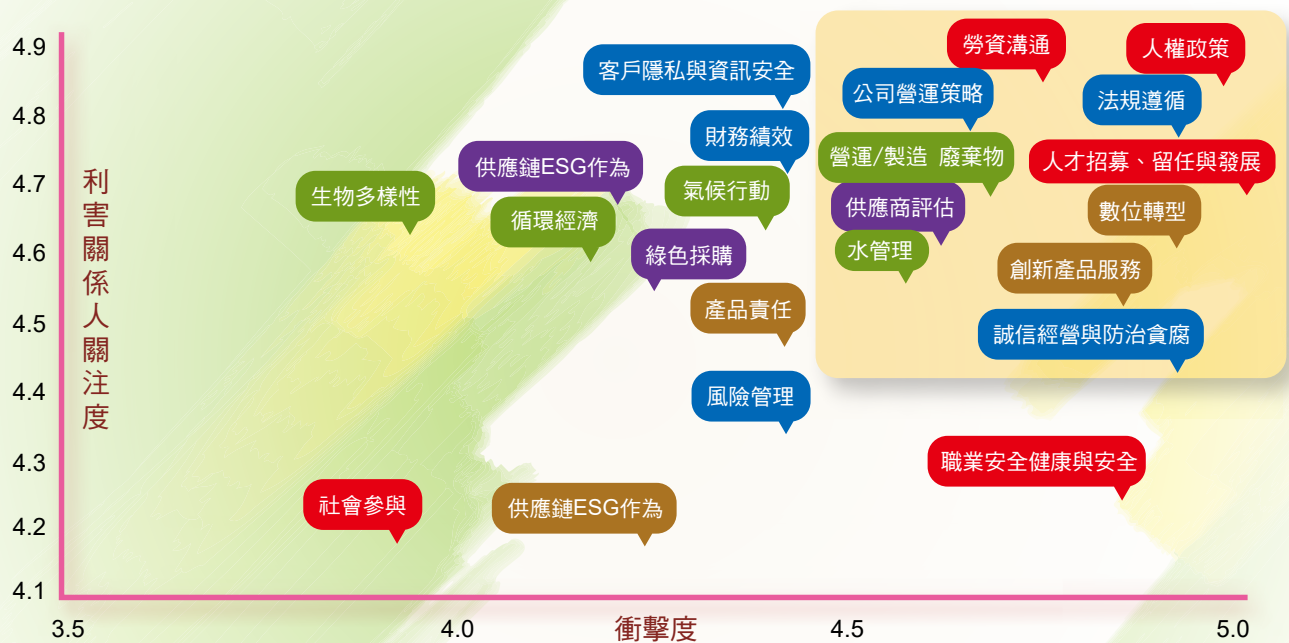 4.9
4.8
4.7
4.6
4.5
4.4
4.3
4.2
4.1
利害關係人關注度
勞資溝通
人權政策
客戶隱私與資訊安全
公司營運策略
法規遵循
財務績效
營運/製造 廢棄物
人才招募、留任與發展
供應鏈ESG作為
氣候行動
生物多樣性
供應商評估
數位轉型
循環經濟
水管理
綠色採購
創新產品服務
產品責任
誠信經營與防治貪腐
風險管理
職業安全健康與安全
社會參與
供應鏈ESG作為
3.5
4.0
衝擊度
4.5
5.0